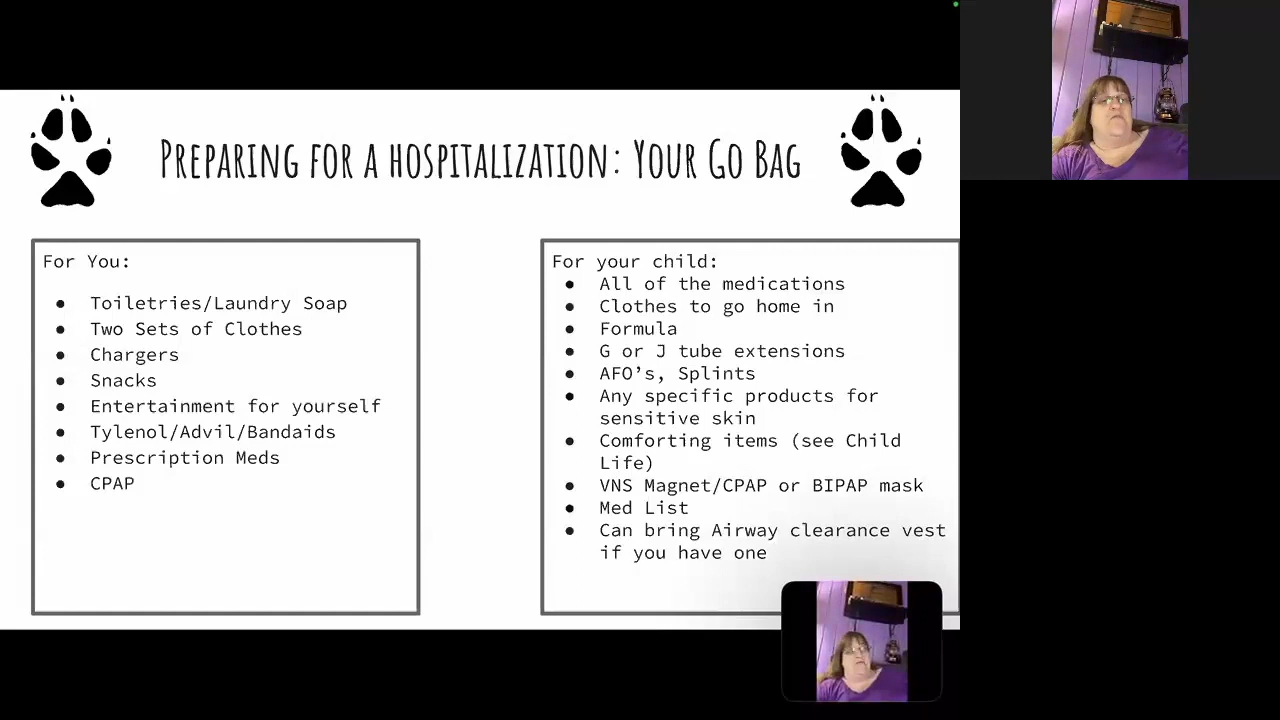 Preparing for a hospitalization: Your Go Bag
For You:
● Toiletries/Laundry Soap
● Two Sets of Clothes
● Chargers
● Snacks
● Entertainment for yourself
● Tylenol/Advil/Bandaids
● Prescription Meds
● CPAP
For your child:
● All of the medications
● Clothes to go home in
● Formula
● G or J tube extensions
● AFO’s, Splints
● Any specific products for
sensitive skin
● Comforting items (see Child
Life)
● VNS Magnet/CPAP or BIPAP mask
● Med List
● Can bring Airway clearance vest
if you have one